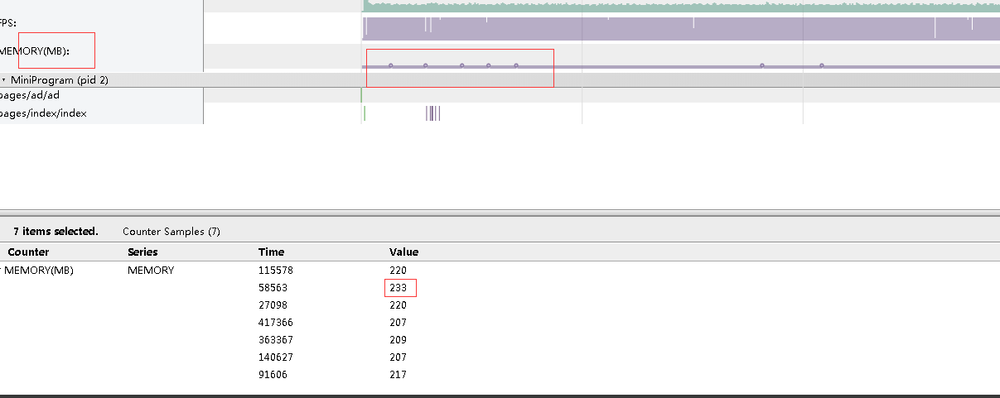 FPS:
MEMORY(MB):
MiniProgram (pid 2)
pages/ad/ad
pages/index/index
7 items selected. Counter Samples (7)
Counter Series Time Value
MEMORY(MB) MEMORY 115578 220
58563 233
27098 220
417366 207
363367 209
140627 207
91606 217